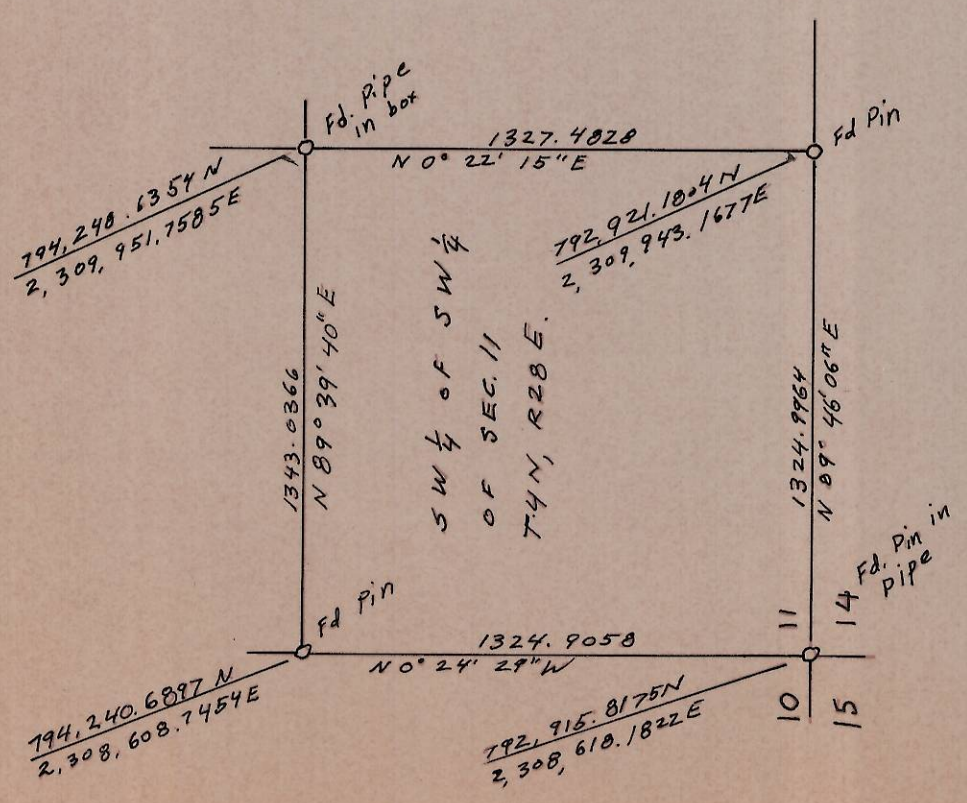 Fd. Pipe
in box
1327.4828
N 0° 22' 15" E
Fd Pin
794,248.6354 N
2,309,951.7585 E
792,921.1804 N
2,309,943.1677 E
1343.0366
N 89° 39' 40" E
SW 1/4 OF SW 1/4
OF SEC. 11
T.4 N, R28 E.
1324.9964
N 89° 46' 06" E
Fd Pin
Fd. Pin in
pipe
11
14
1324.9058
N 0° 24' 29" W
10
15
794,240.6897 N
2,308,608.7454 E
792,915.8175 N
2,308,618.1822 E